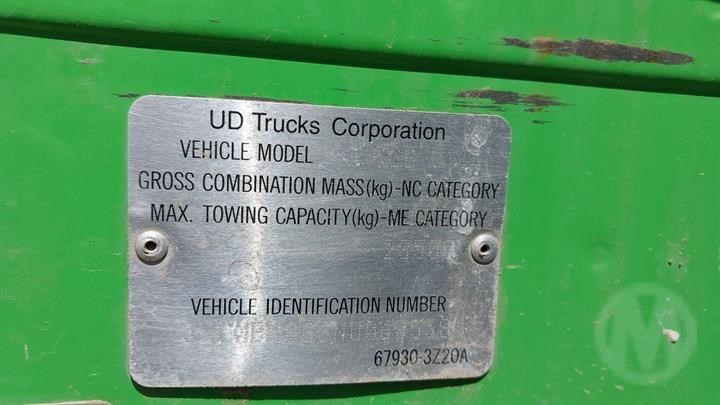 UD Trucks Corporation
VEHICLE MODEL
GROSS COMBINATION MASS(kg)-NC CATEGORY
MAX. TOWING CAPACITY(kg)-ME CATEGORY
VEHICLE IDENTIFICATION NUMBER
67930-3Z20A
M